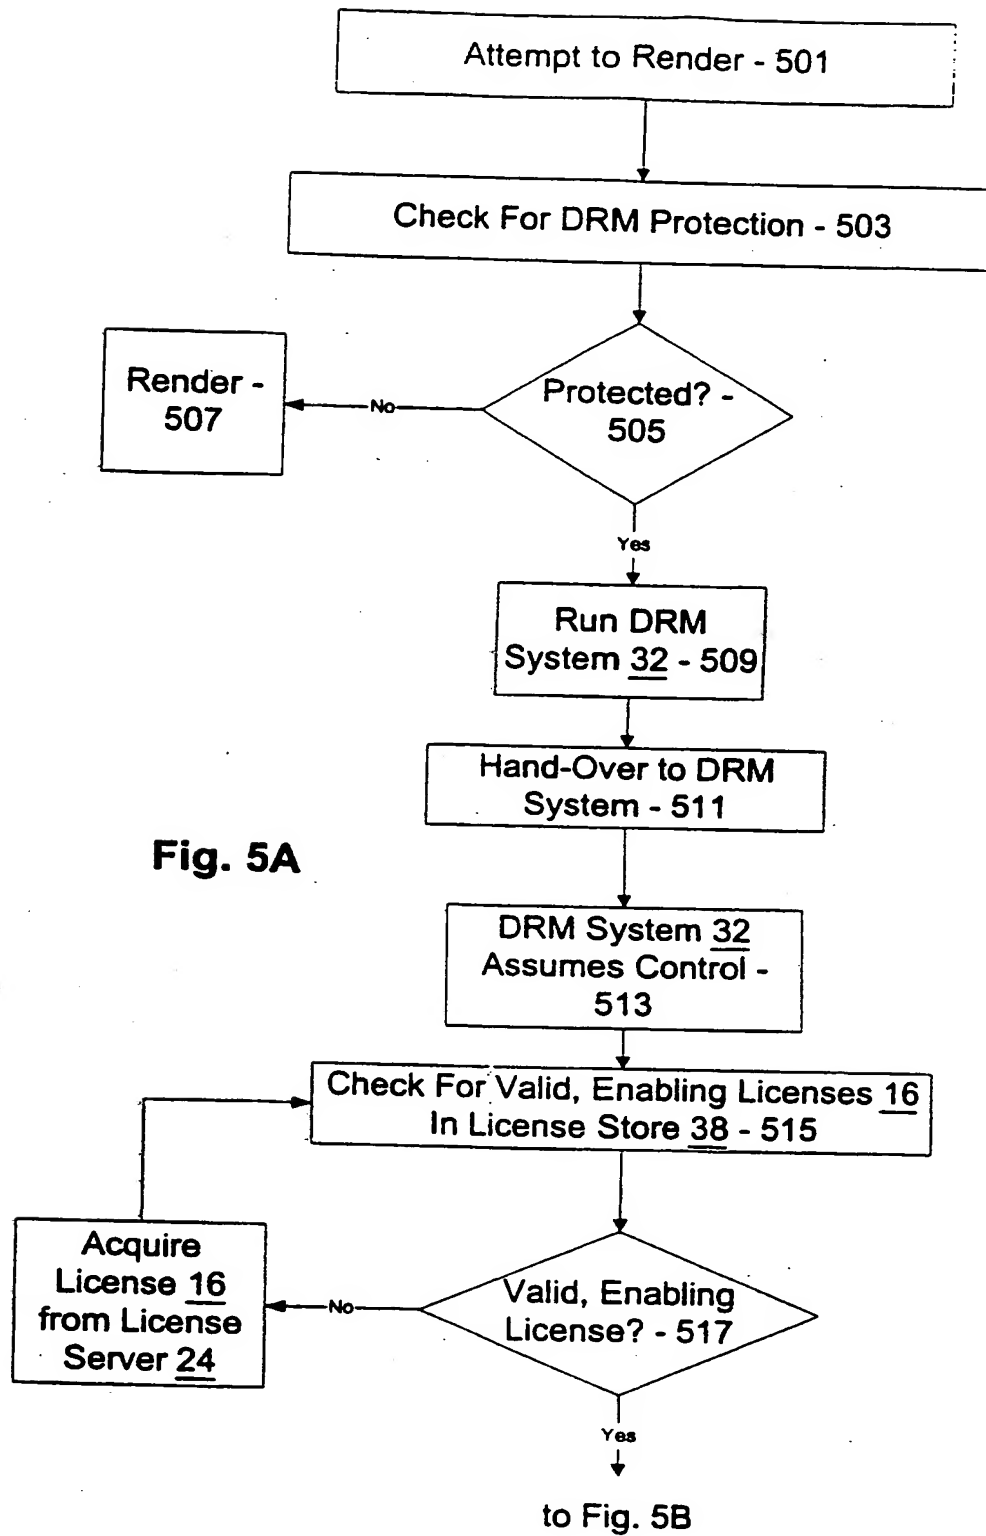 Attempt to Render - 501
Check For DRM Protection - 503
Render -
507
No
Protected? -
505
Yes
Run DRM
System 32 - 509
Hand-Over to DRM
System - 511
Fig. 5A
DRM System 32
Assumes Control -
513
Check For Valid, Enabling Licenses 16
In License Store 38 - 515
Acquire
License 16
from License
Server 24
No
Valid, Enabling
License? - 517
Yes
to Fig. 5B